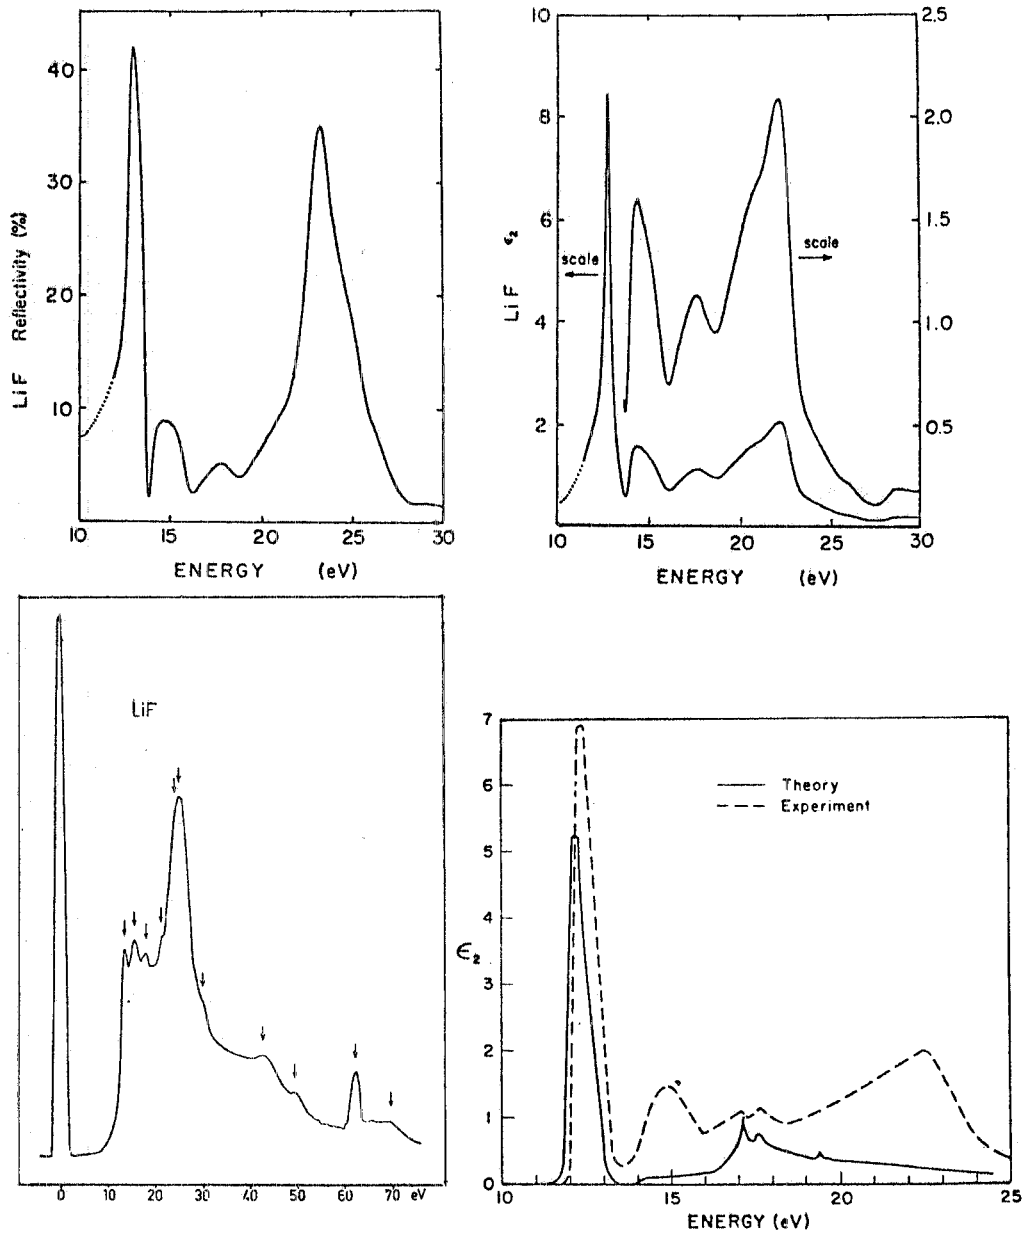 LiF Reflectivity (%)
40
30
20
10
10 15 20 25 30
ENERGY (eV)
LiF ε₂
10
8
6
4
2
2.5
2.0
1.5
1.0
0.5
scale
scale
10 15 20 25 30
ENERGY (eV)
LiF
0 10 20 30 40 50 60 70 eV
ϵ₂
7
6
5
4
3
2
1
0
Theory
Experiment
10 15 20 25
ENERGY (eV)